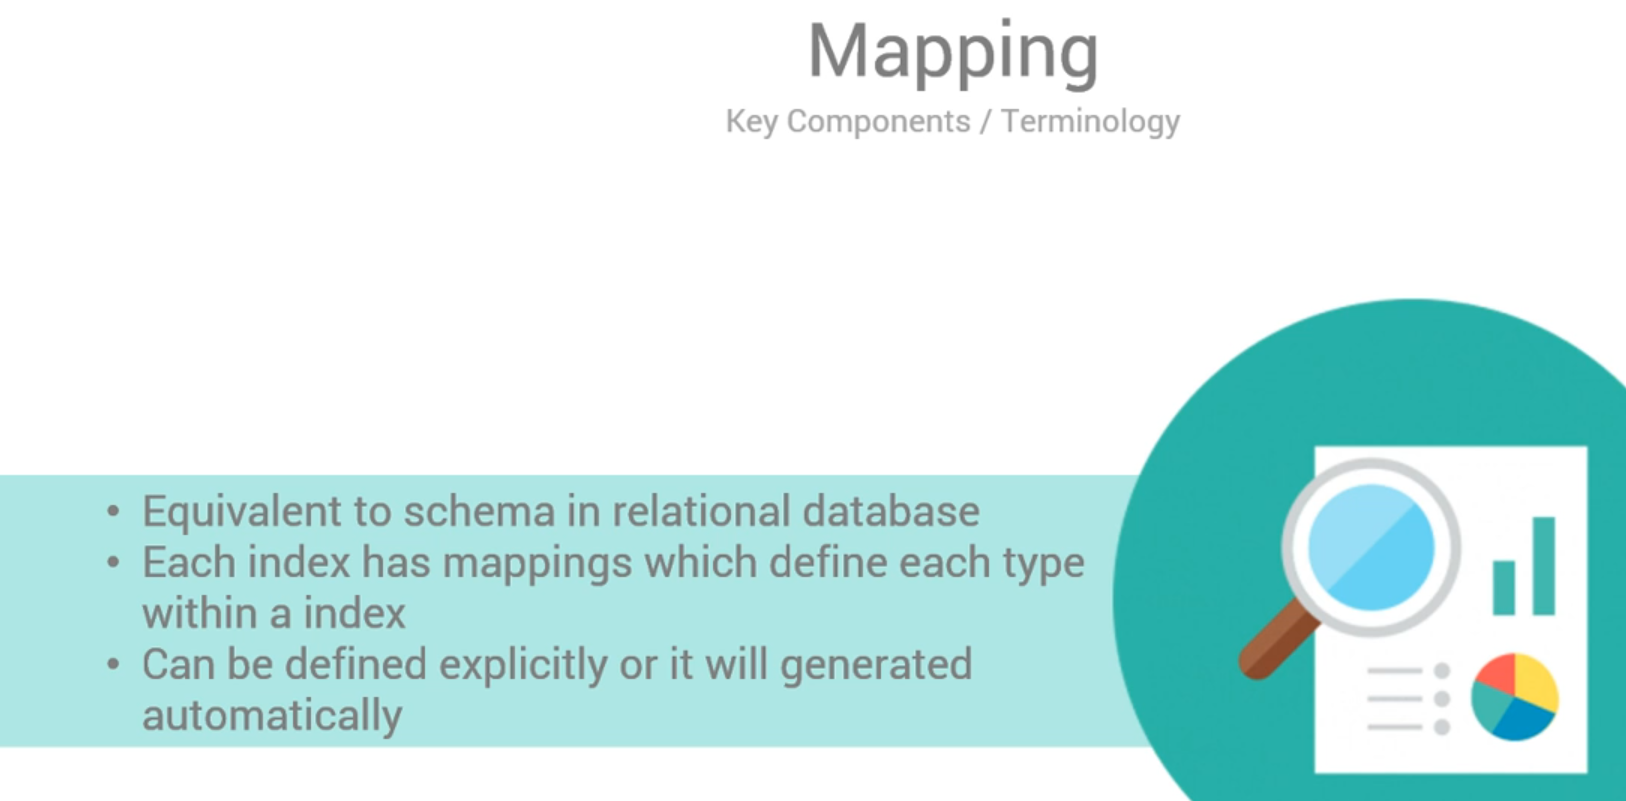 Mapping
Key Components / Terminology
• Equivalent to schema in relational database
• Each index has mappings which define each type
within a index
• Can be defined explicitly or it will generated
automatically